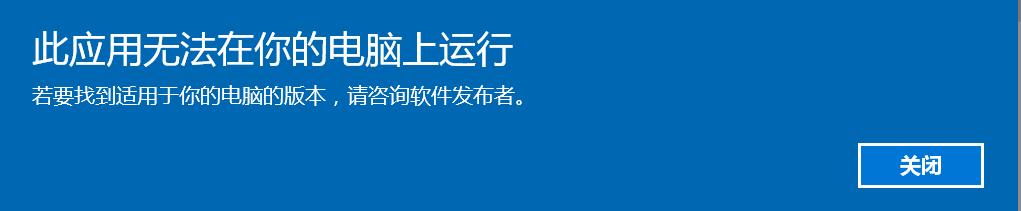 此应用无法在你的电脑上运行
若要找到适用于你的电脑的版本，请咨询软件发布者。
关闭